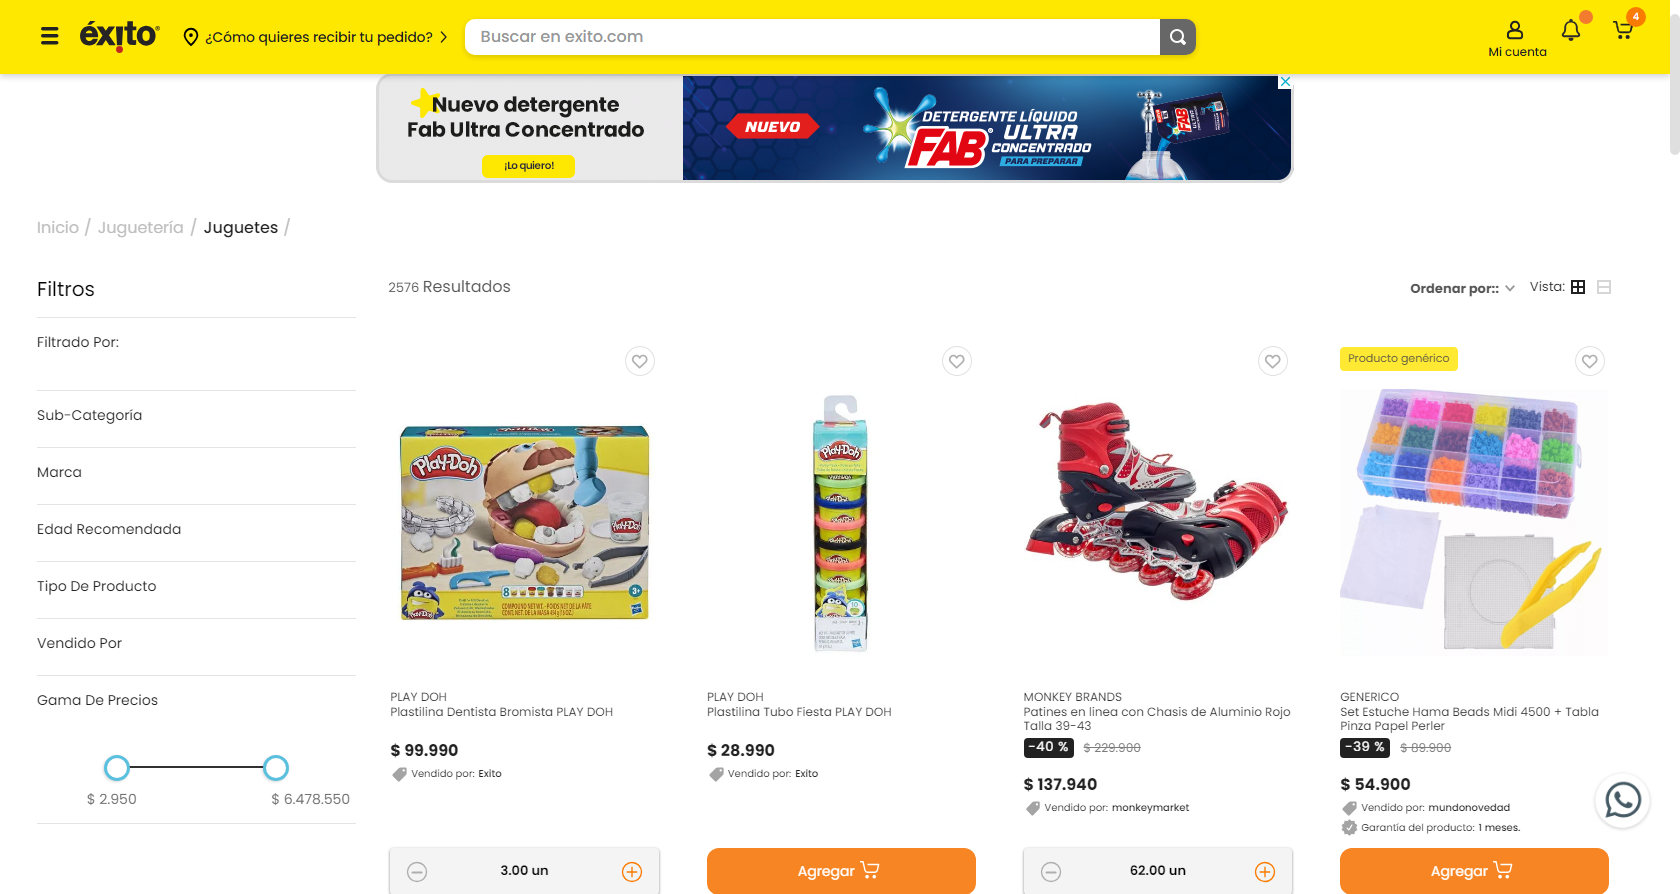 éxito
¿Cómo quieres recibir tu pedido?
Buscar en exito.com
Mi cuenta
4
Nuevo detergente
Fab Ultra Concentrado
¡Lo quiero!
NUEVO
DETERGENTE LÍQUIDO
FAB ULTRA
CONCENTRADO
PARA PREPARAR
Inicio / Juguetería / Juguetes /
Filtros
2576 Resultados
Ordenar por::
Vista:
Filtrado Por:
Sub-Categoría
Marca
Edad Recomendada
Tipo De Producto
Vendido Por
Gama De Precios
$ 2.950
$ 6.478.550
Play-Doh
PLAY DOH
Plastilina Dentista Bromista PLAY DOH
$ 99.990
Vendido por: Exito
3.00 un
Play-Doh
PLAY DOH
Plastilina Tubo Fiesta PLAY DOH
$ 28.990
Vendido por: Exito
Agregar
MONKEY BRANDS
Patines en linea con Chasis de Aluminio Rojo
Talla 39-43
-40 % $ 229.900
$ 137.940
Vendido por: monkeymarket
62.00 un
Producto genérico
GENERICO
Set Estuche Hama Beads Midi 4500 + Tabla
Pinza Papel Perler
-39 % $ 89.900
$ 54.900
Vendido por: mundonovedad
Garantía del producto: 1 meses.
Agregar